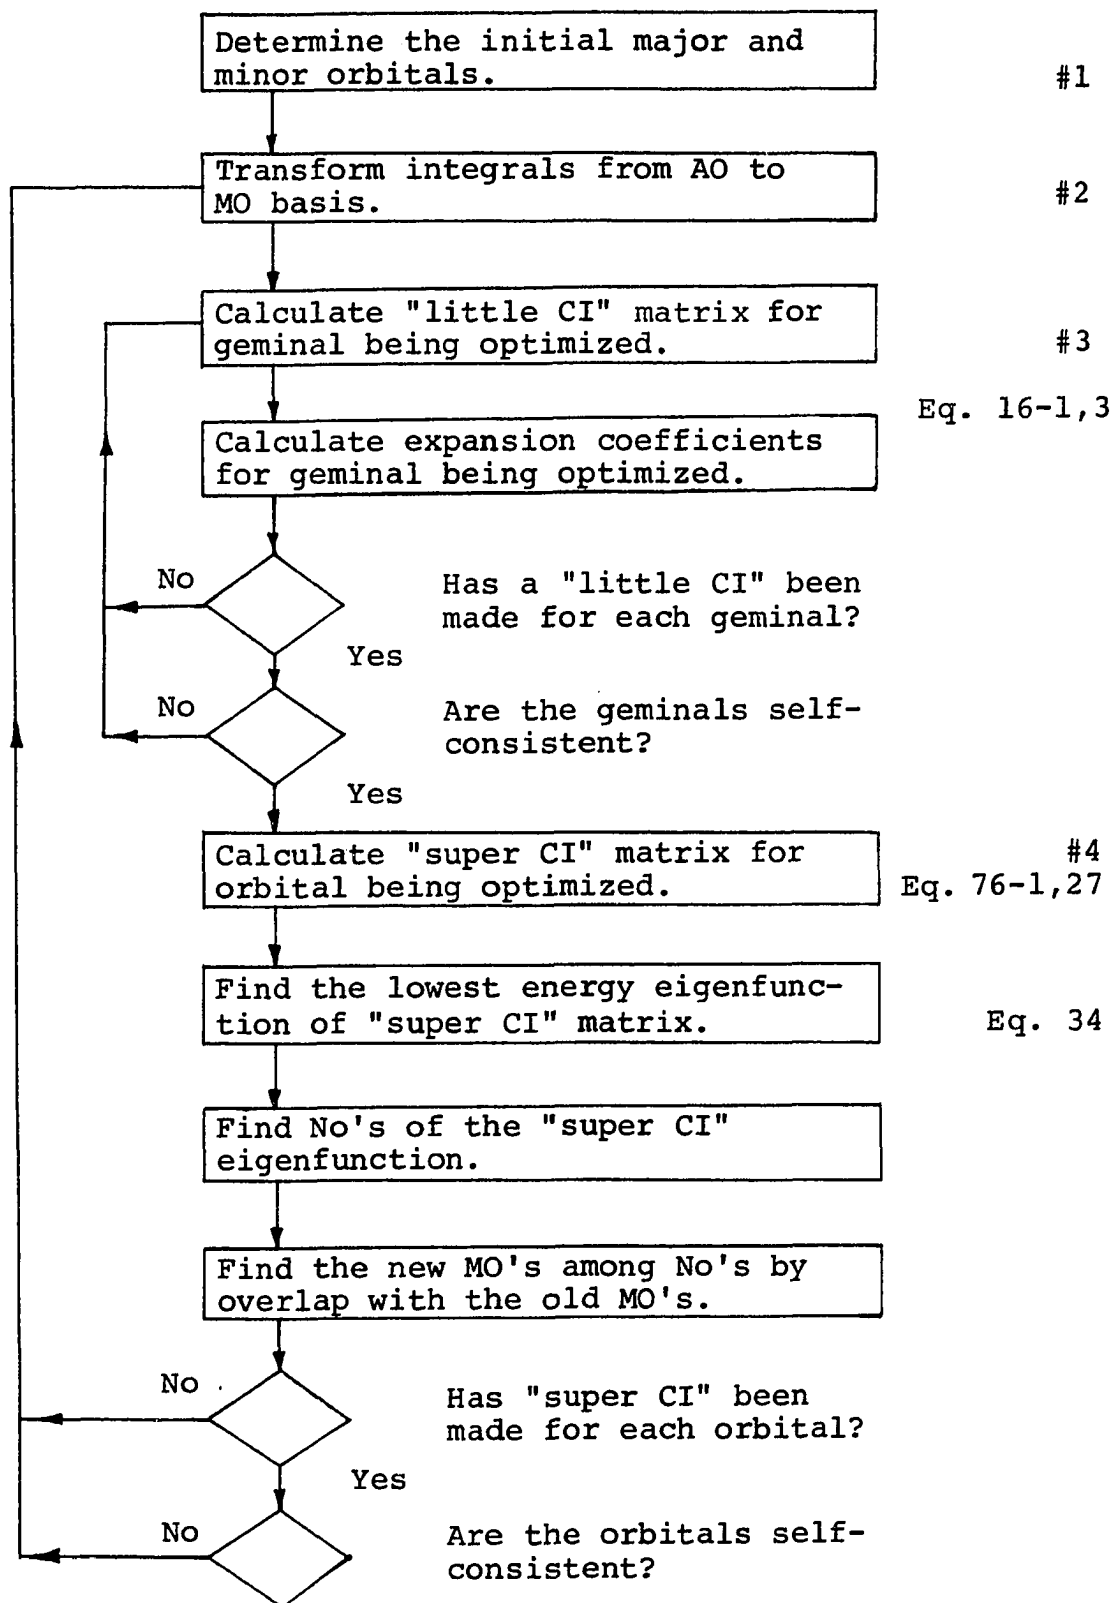 Determine the initial major and
minor orbitals.
#1
Transform integrals from AO to
MO basis.
#2
Calculate "little CI" matrix for
geminal being optimized.
#3
Eq. 16-1,3
Calculate expansion coefficients
for geminal being optimized.
No
Has a "little CI" been
made for each geminal?
Yes
No
Are the geminals self-
consistent?
Yes
Calculate "super CI" matrix for
orbital being optimized.
#4
Eq. 76-1,27
Find the lowest energy eigenfunc-
tion of "super CI" matrix.
Eq. 34
Find No's of the "super CI"
eigenfunction.
Find the new MO's among No's by
overlap with the old MO's.
No
Has "super CI" been
made for each orbital?
Yes
No
Are the orbitals self-
consistent?